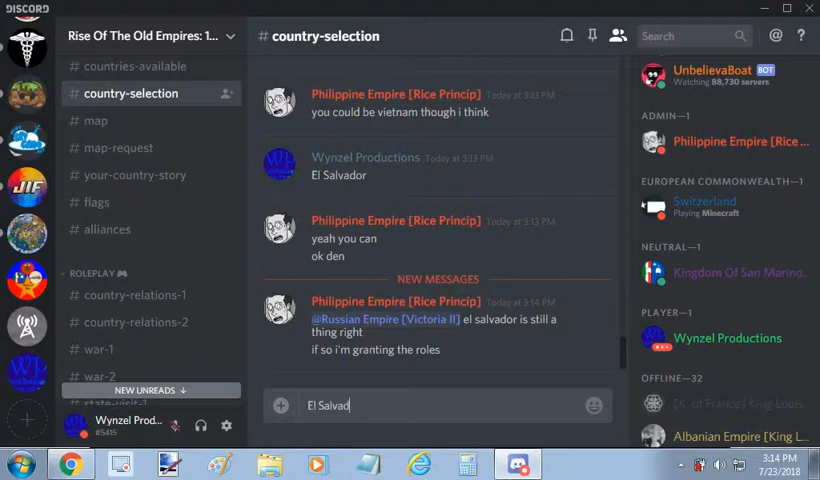 DISCORD
Rise Of The Old Empires: 1...
# countries-available
# country-selection
# map
# map-request
# your-country-story
# flags
# alliances
ROLEPLAY
# country-relations-1
# country-relations-2
# war-1
# war-2
NEW UNREADS ↓
# state-visit-1
Wynzel Prod...
#5415
# country-selection
Search
Philippine Empire [Rice Princip] Today at 3:13 PM
you could be vietnam though i think
Wynzel Productions Today at 3:13 PM
El Salvador
Philippine Empire [Rice Princip] Today at 3:13 PM
yeah you can
ok den
NEW MESSAGES
Philippine Empire [Rice Princip] Today at 3:14 PM
@Russian Empire [Victoria II] el salvador is still a
thing right
if so i'm granting the roles
El Salvad
UnbelievaBoat BOT
Watching 88,730 servers
ADMIN—1
Philippine Empire [Rice ...
EUROPEAN COMMONWEALTH—1
Switzerland
Playing Minecraft
NEUTRAL—1
Kingdom Of San Marino...
PLAYER—1
Wynzel Productions
OFFLINE—32
[K. of France] King Louis...
Albanian Empire [King L...
3:14 PM
7/23/2018